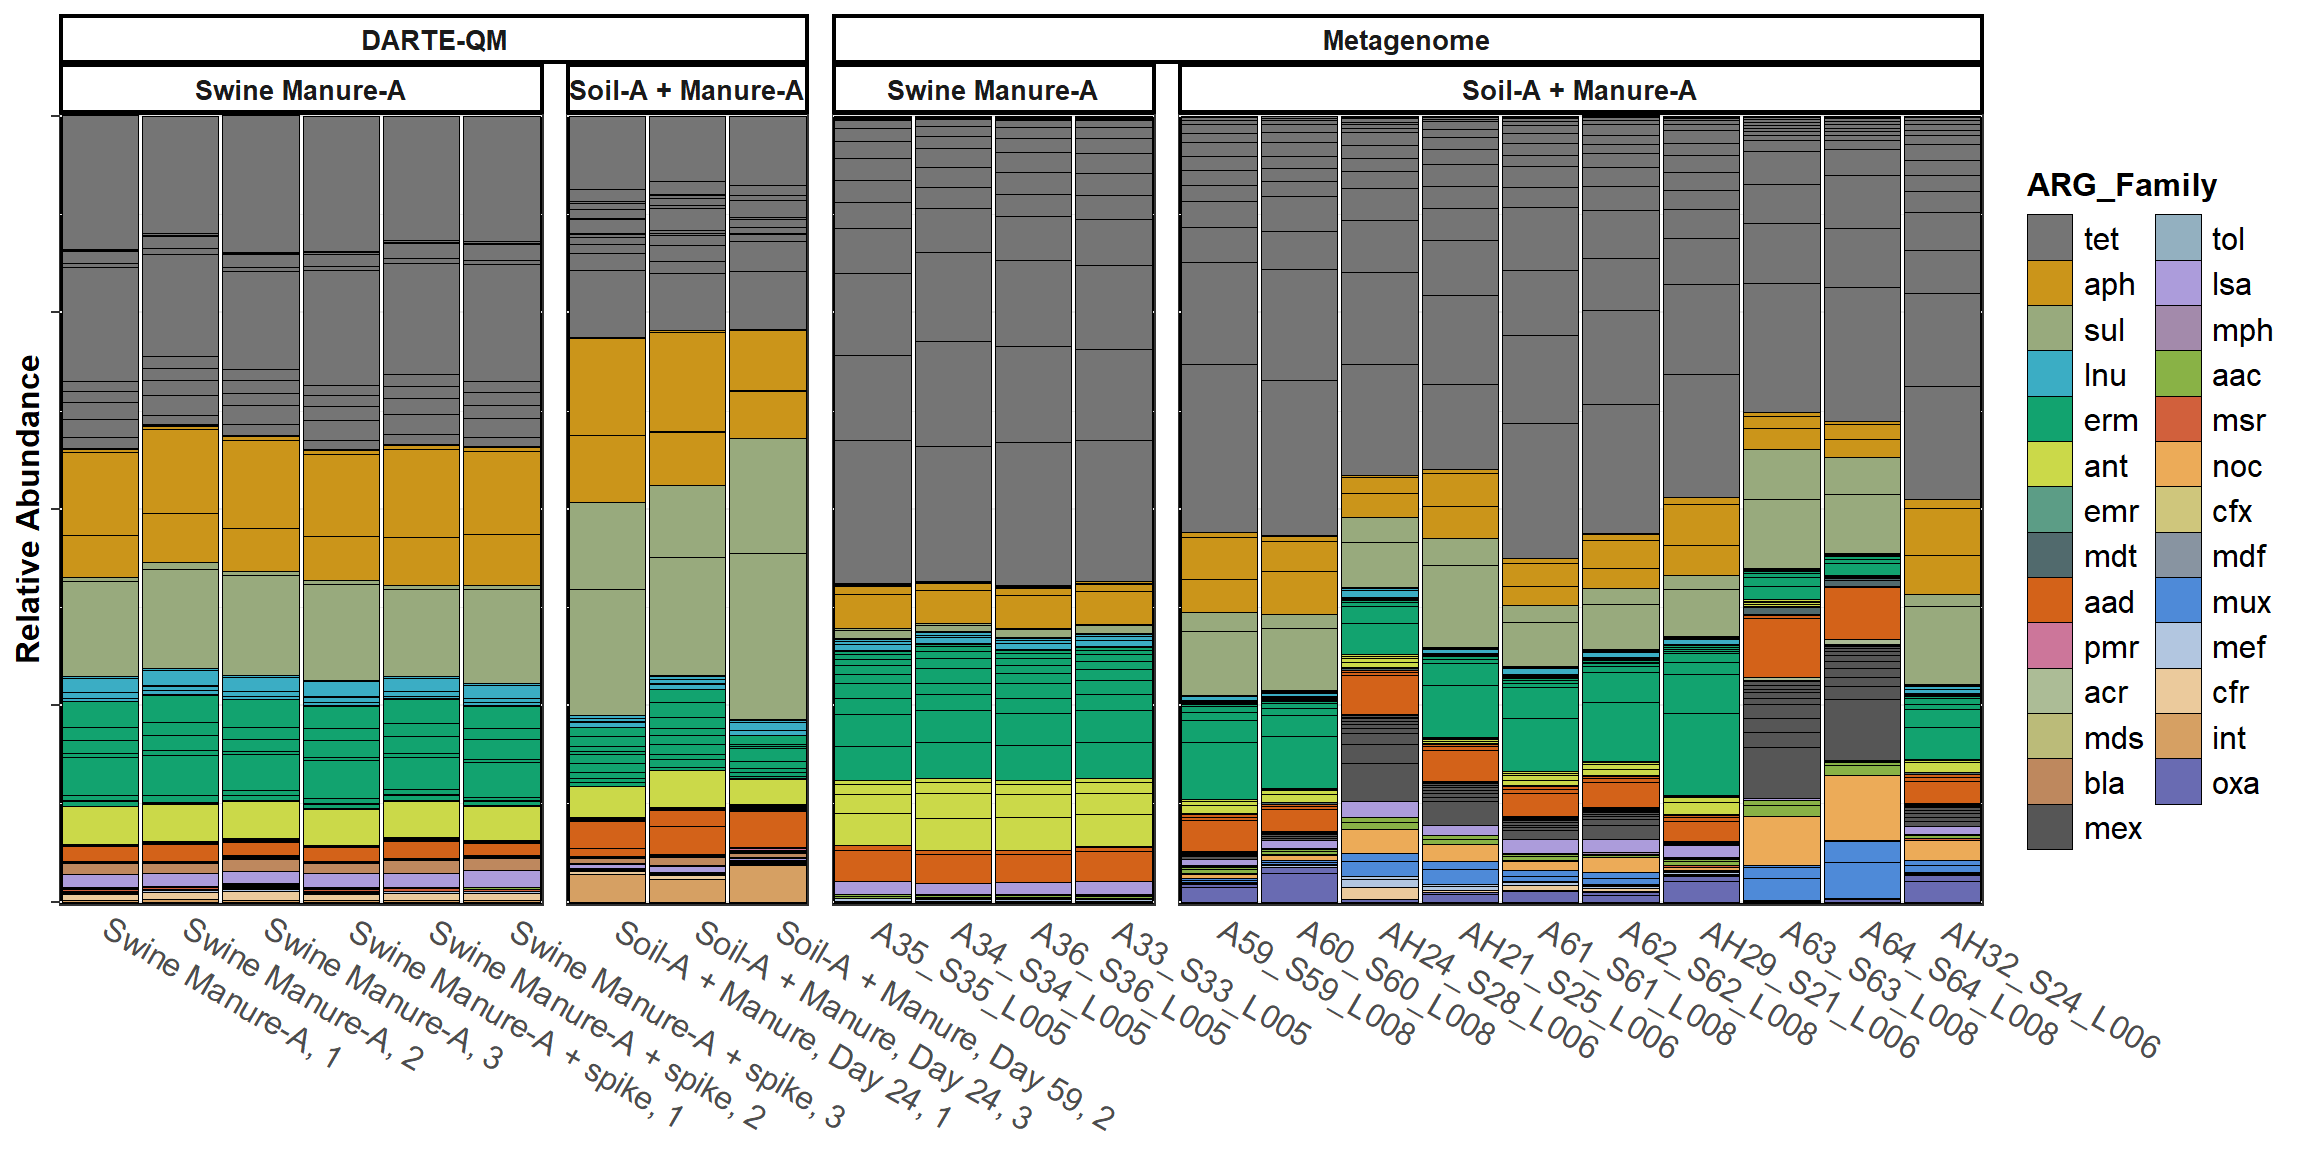 DARTE-QM
Metagenome
Swine Manure-A
Soil-A + Manure-A
Swine Manure-A
Soil-A + Manure-A
Relative Abundance
Swine Manure-A, 1
Swine Manure-A, 2
Swine Manure-A, 3
Swine Manure-A + spike, 1
Swine Manure-A + spike, 2
Swine Manure-A + spike, 3
Soil-A + Manure, Day 24, 1
Soil-A + Manure, Day 24, 3
Soil-A + Manure, Day 59, 2
A35_S35_L005
A34_S34_L005
A36_S36_L005
A33_S33_L005
A59_S59_L008
A60_S60_L008
AH24_S28_L006
AH21_S25_L006
A61_S61_L008
A62_S62_L008
AH29_S21_L006
A63_S63_L008
A64_S64_L008
AH32_S24_L006
ARG_Family
tet
aph
sul
lnu
erm
ant
emr
mdt
aad
pmr
acr
mds
bla
mex
tol
lsa
mph
aac
msr
noc
cfx
mdf
mux
mef
cfr
int
oxa